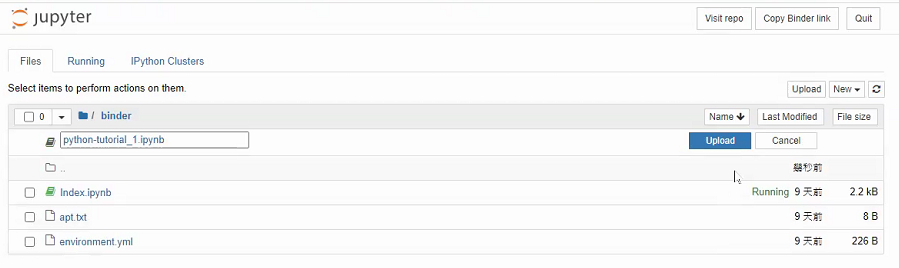 jupyter
Visit repo Copy Binder link Quit
Files Running IPython Clusters
Select items to perform actions on them.
Upload New
0 / binder Name Last Modified File size
python-tutorial_1.ipynb Upload Cancel
.. 幾秒前
Index.ipynb Running 9 天前 2.2 kB
apt.txt 9 天前 8 B
environment.yml 9 天前 226 B